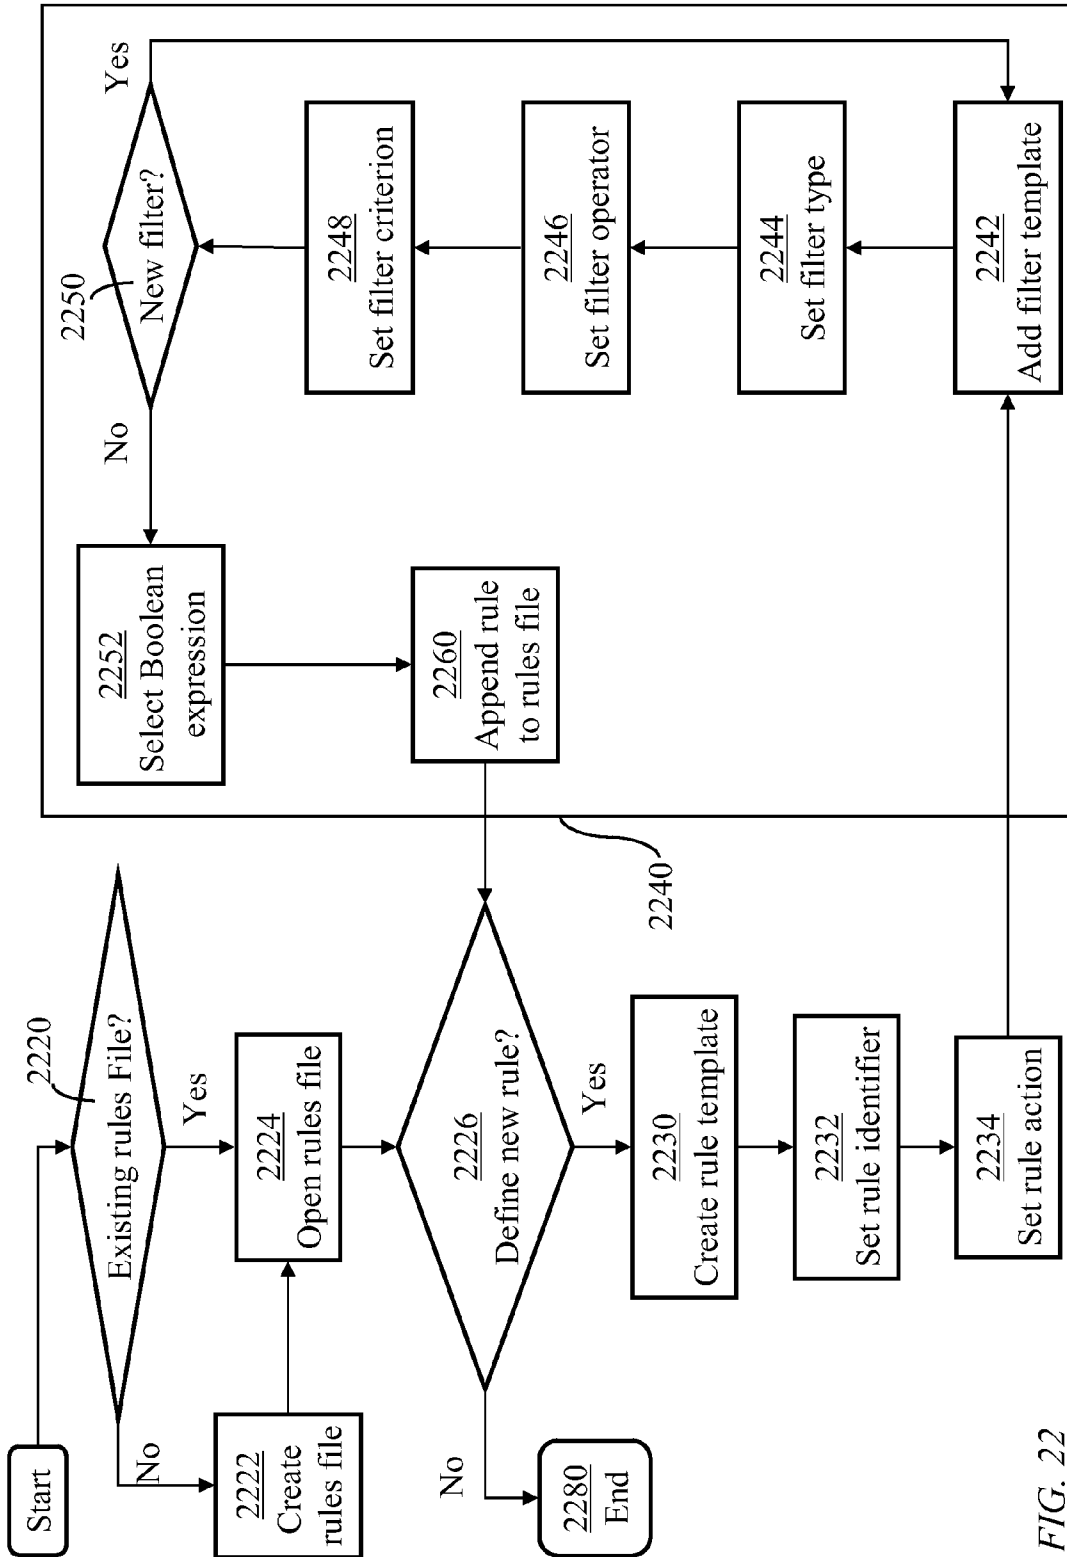 Start
2220
Existing rules File?
No
Yes
2222
Create
rules file
2224
Open rules file
2226
Define new rule?
No
Yes
2280
End
2230
Create rule template
2232
Set rule identifier
2234
Set rule action
2240
2242
Add filter template
2244
Set filter type
2246
Set filter operator
2248
Set filter criterion
2250
New filter?
Yes
No
2252
Select Boolean
expression
2260
Append rule
to rules file
FIG. 22